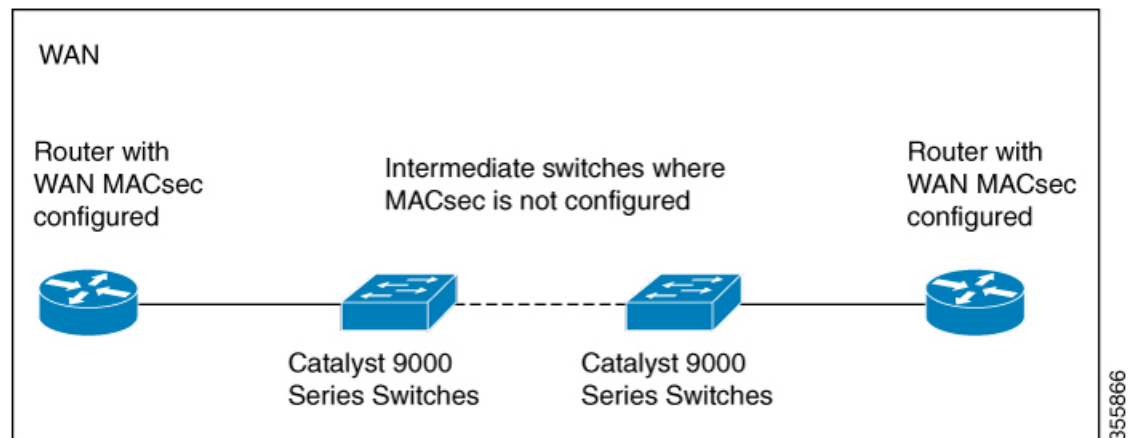 WAN
Router with
WAN MACsec
configured
Intermediate switches where
MACsec is not configured
Router with
WAN MACsec
configured
Catalyst 9000
Series Switches
Catalyst 9000
Series Switches
355866